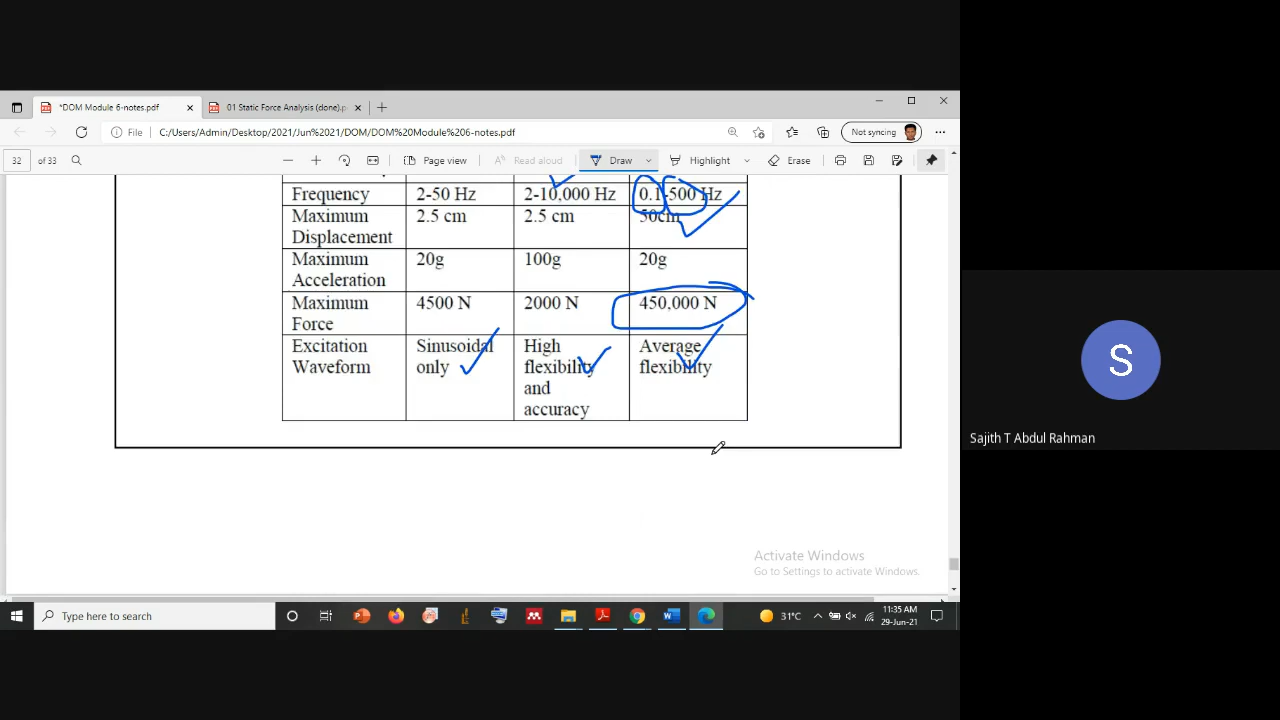 *DOM Module 6-notes.pdf
01 Static Force Analysis (done).p
File
C:/Users/Admin/Desktop/2021/Jun%2021/DOM/DOM%20Module%206-notes.pdf
Not syncing
32 of 33
Page view
Read aloud
Draw
Highlight
Erase
Frequency 2-50 Hz 2-10,000 Hz 0.1-500 Hz
Maximum 2.5 cm 2.5 cm 50cm
Displacement
Maximum 20g 100g 20g
Acceleration
Maximum 4500 N 2000 N 450,000 N
Force
Excitation Sinusoidal High Average
Waveform only flexibility flexibility
and
accuracy
S
Sajith T Abdul Rahman
Activate Windows
Go to Settings to activate Windows.
Type here to search
31°C
11:35 AM
29-Jun-21